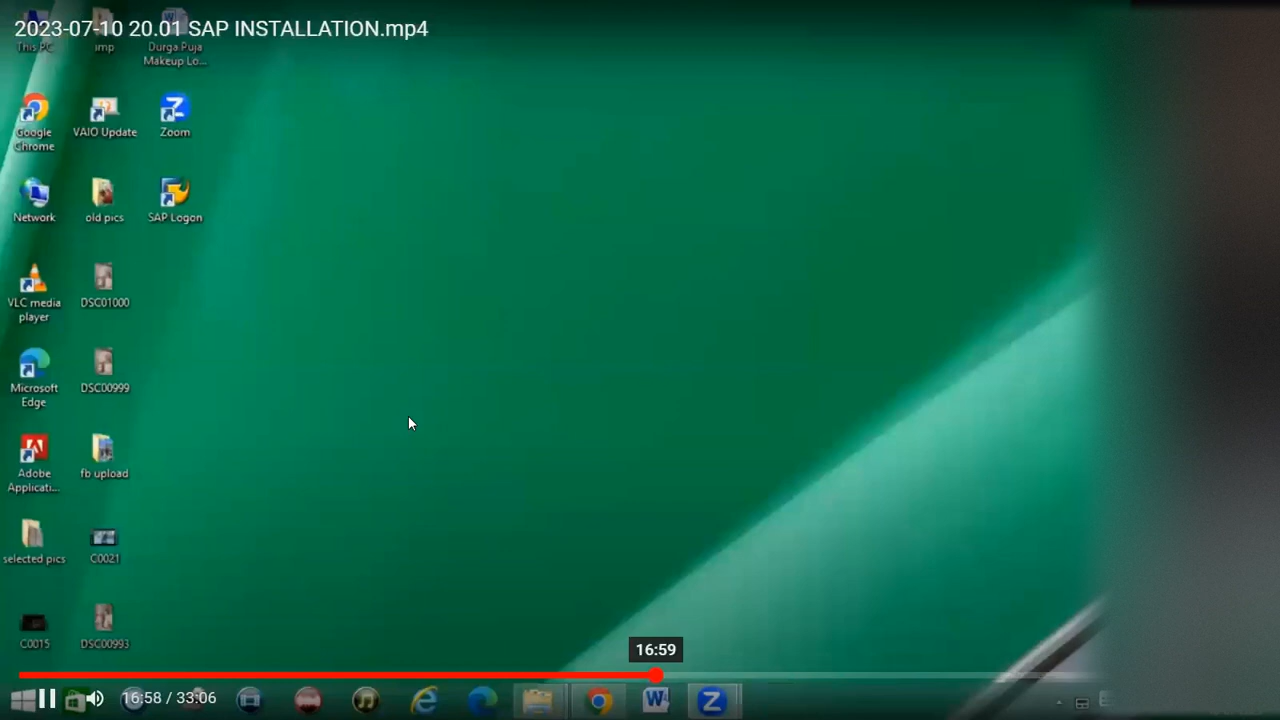 2023-07-10 20.01 SAP INSTALLATION.mp4
This PC
imp
Durga Puja
Makeup Lo...
Google
Chrome
VAIO Update
Zoom
Network
old pics
SAP Logon
VLC media
player
DSC01000
Microsoft
Edge
DSC00999
Adobe
Applicati...
fb upload
selected pics
C0021
C0015
DSC00993
16:59
16:58 / 33:06